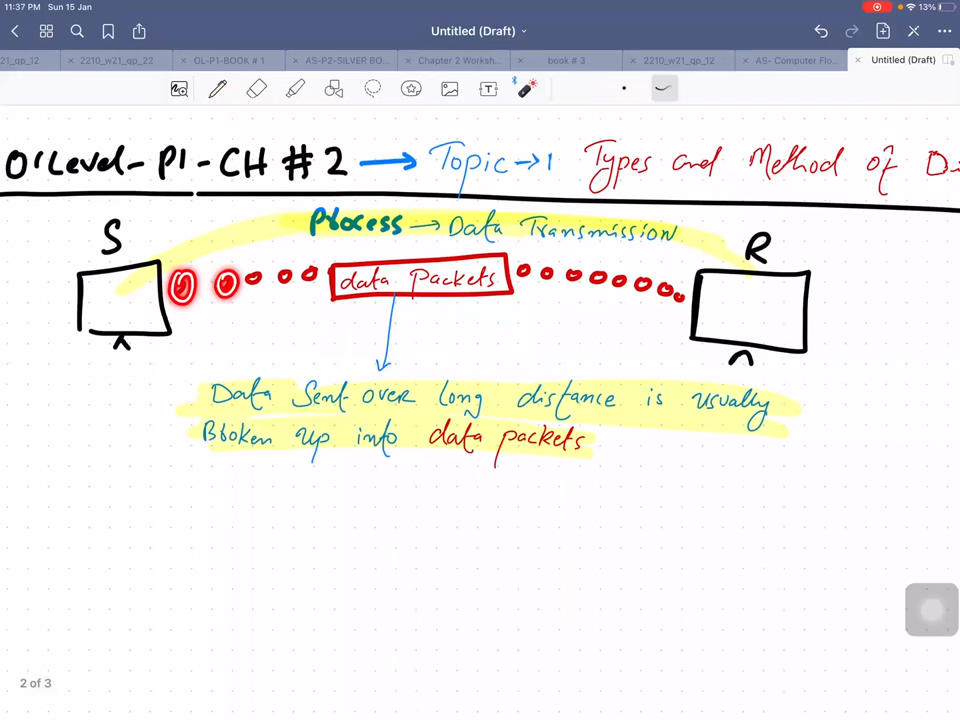 11:37 PM Sun 15 Jan
13%
Untitled (Draft)
21_qp_12
2210_w21_qp_22
OL-P1-BOOK # 1
AS-P2-SILVER BO...
Chapter 2 Worksh...
book # 3
2210_w21_qp_12
AS- Computer Flo...
Untitled (Draft)
O'Level-P1-CH # 2 → Topic → 1 Types and Method of Da
S
Process → Data Transmission
R
data Packets
Data Sent over long distance is usually
Broken up into data packets
2 of 3